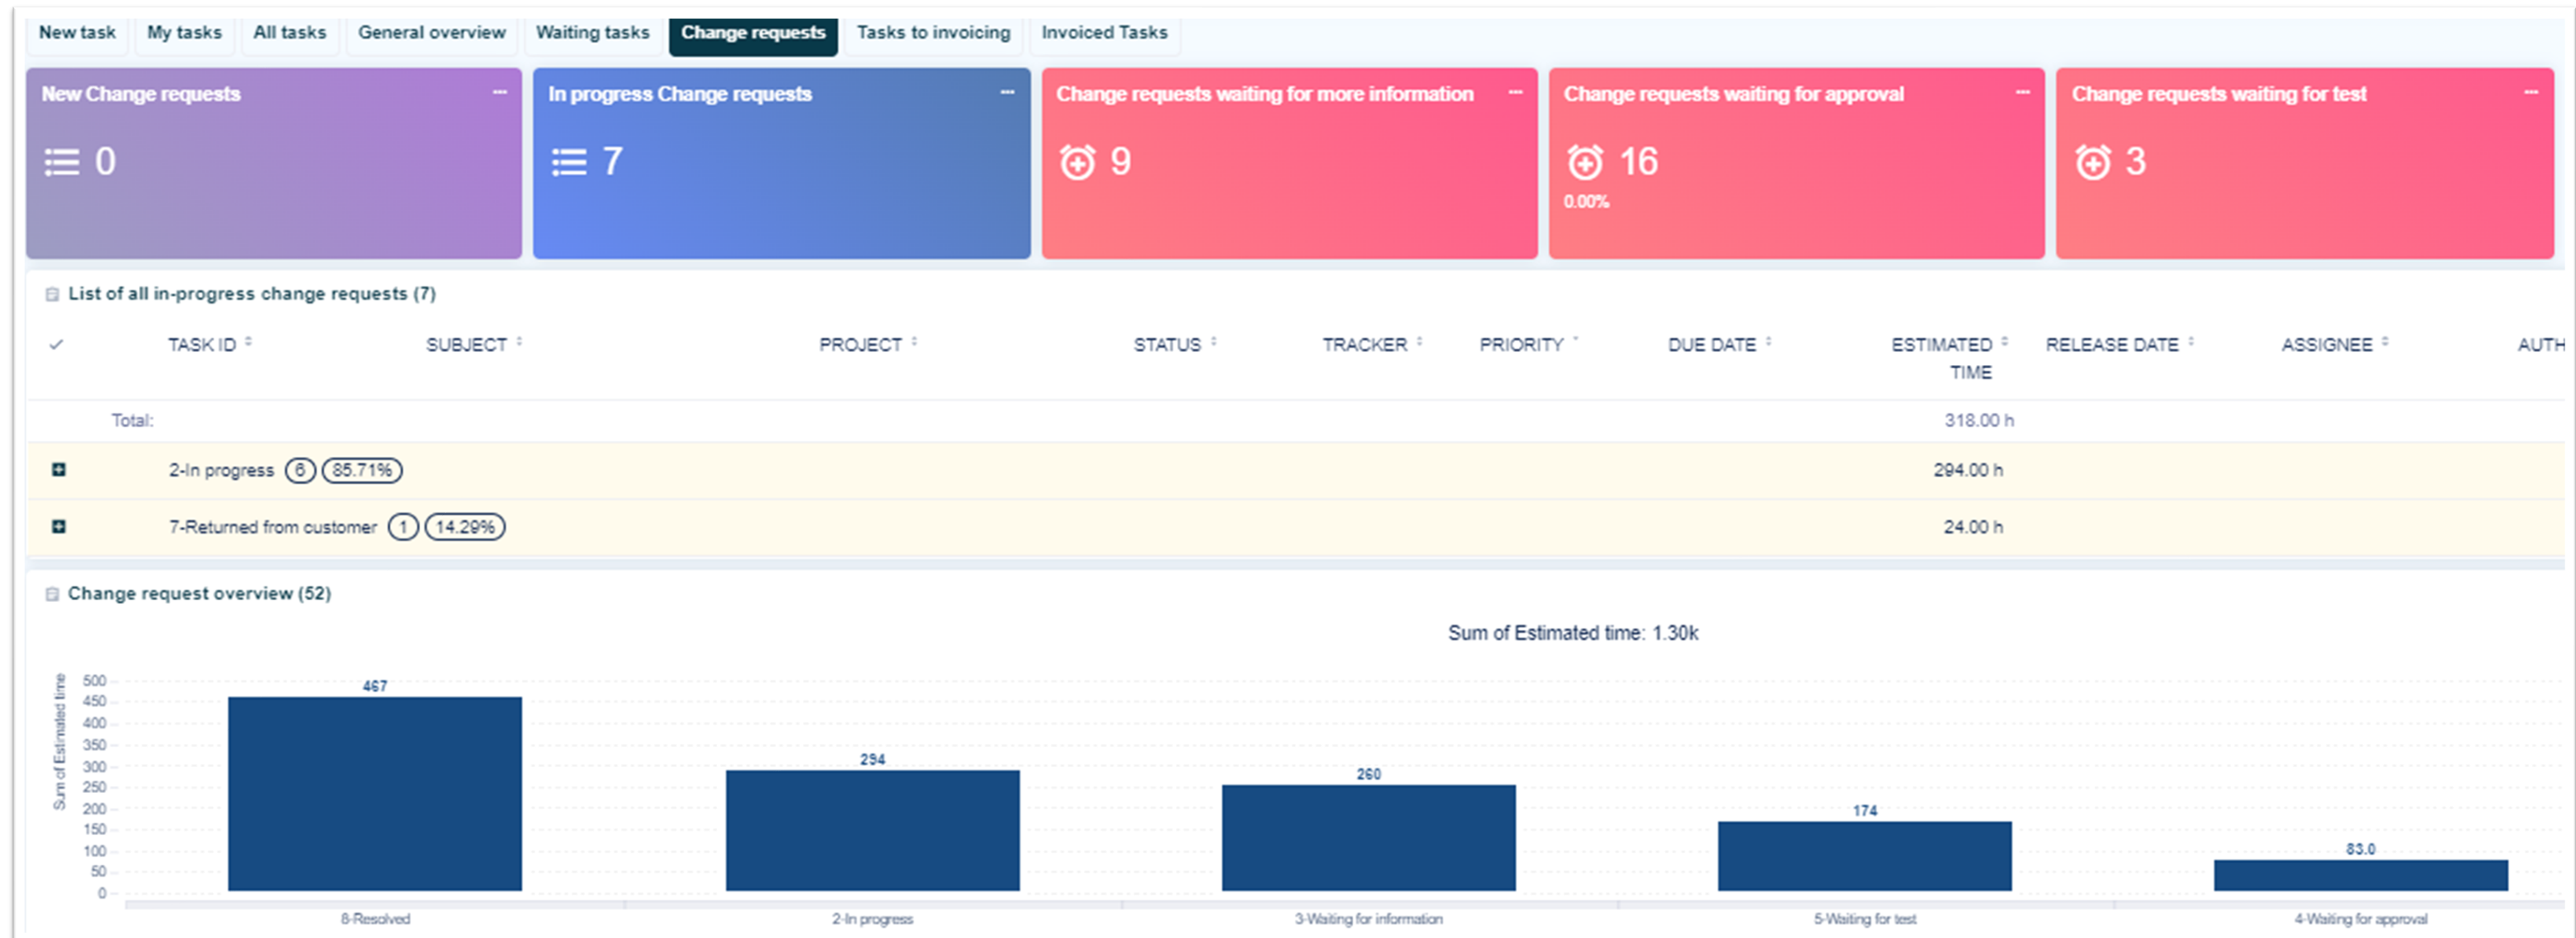 New task My tasks All tasks General overview Waiting tasks Change requests Tasks to invoicing Invoiced Tasks
New Change requests ... In progress Change requests ... Change requests waiting for more information ... Change requests waiting for approval ... Change requests waiting for test ...
0 7 9 16 3
0.00%
List of all in-progress change requests (7)
TASK ID SUBJECT PROJECT STATUS TRACKER PRIORITY DUE DATE ESTIMATED RELEASE DATE ASSIGNEE AUTH
TIME
Total: 318.00 h
2-In progress 6 85.71% 294.00 h
7-Returned from customer 1 14.29% 24.00 h
Change request overview (52)
Sum of Estimated time: 1.30k
Sum of Estimated time
500
450
400
350
300
250
200
150
100
50
0
467
294
260
174
83.0
8-Resolved 2-In progress 3-Waiting for information 5-Waiting for test 4-Waiting for approval